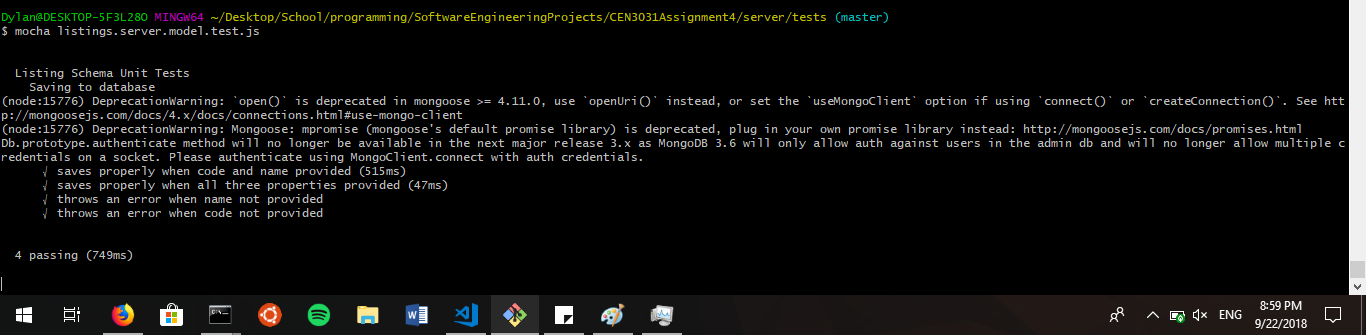 Dylan@DESKTOP-5F3L28O MINGW64 ~/Desktop/School/programming/SoftwareEngineeringProjects/CEN3031Assignment4/server/tests (master)
$ mocha listings.server.model.test.js
Listing Schema Unit Tests
Saving to database
(node:15776) DeprecationWarning: `open()` is deprecated in mongoose >= 4.11.0, use `openUri()` instead, or set the `useMongoClient` option if using `connect()` or `createConnection()`. See htt
p://mongoosejs.com/docs/4.x/docs/connections.html#use-mongo-client
(node:15776) DeprecationWarning: Mongoose: mpromise (mongoose's default promise library) is deprecated, plug in your own promise library instead: http://mongoosejs.com/docs/promises.html
Db.prototype.authenticate method will no longer be available in the next major release 3.x as MongoDB 3.6 will only allow auth against users in the admin db and will no longer allow multiple c
redentials on a socket. Please authenticate using MongoClient.connect with auth credentials.
√ saves properly when code and name provided (515ms)
√ saves properly when all three properties provided (47ms)
√ throws an error when name not provided
√ throws an error when code not provided
4 passing (749ms)
ENG
8:59 PM
9/22/2018